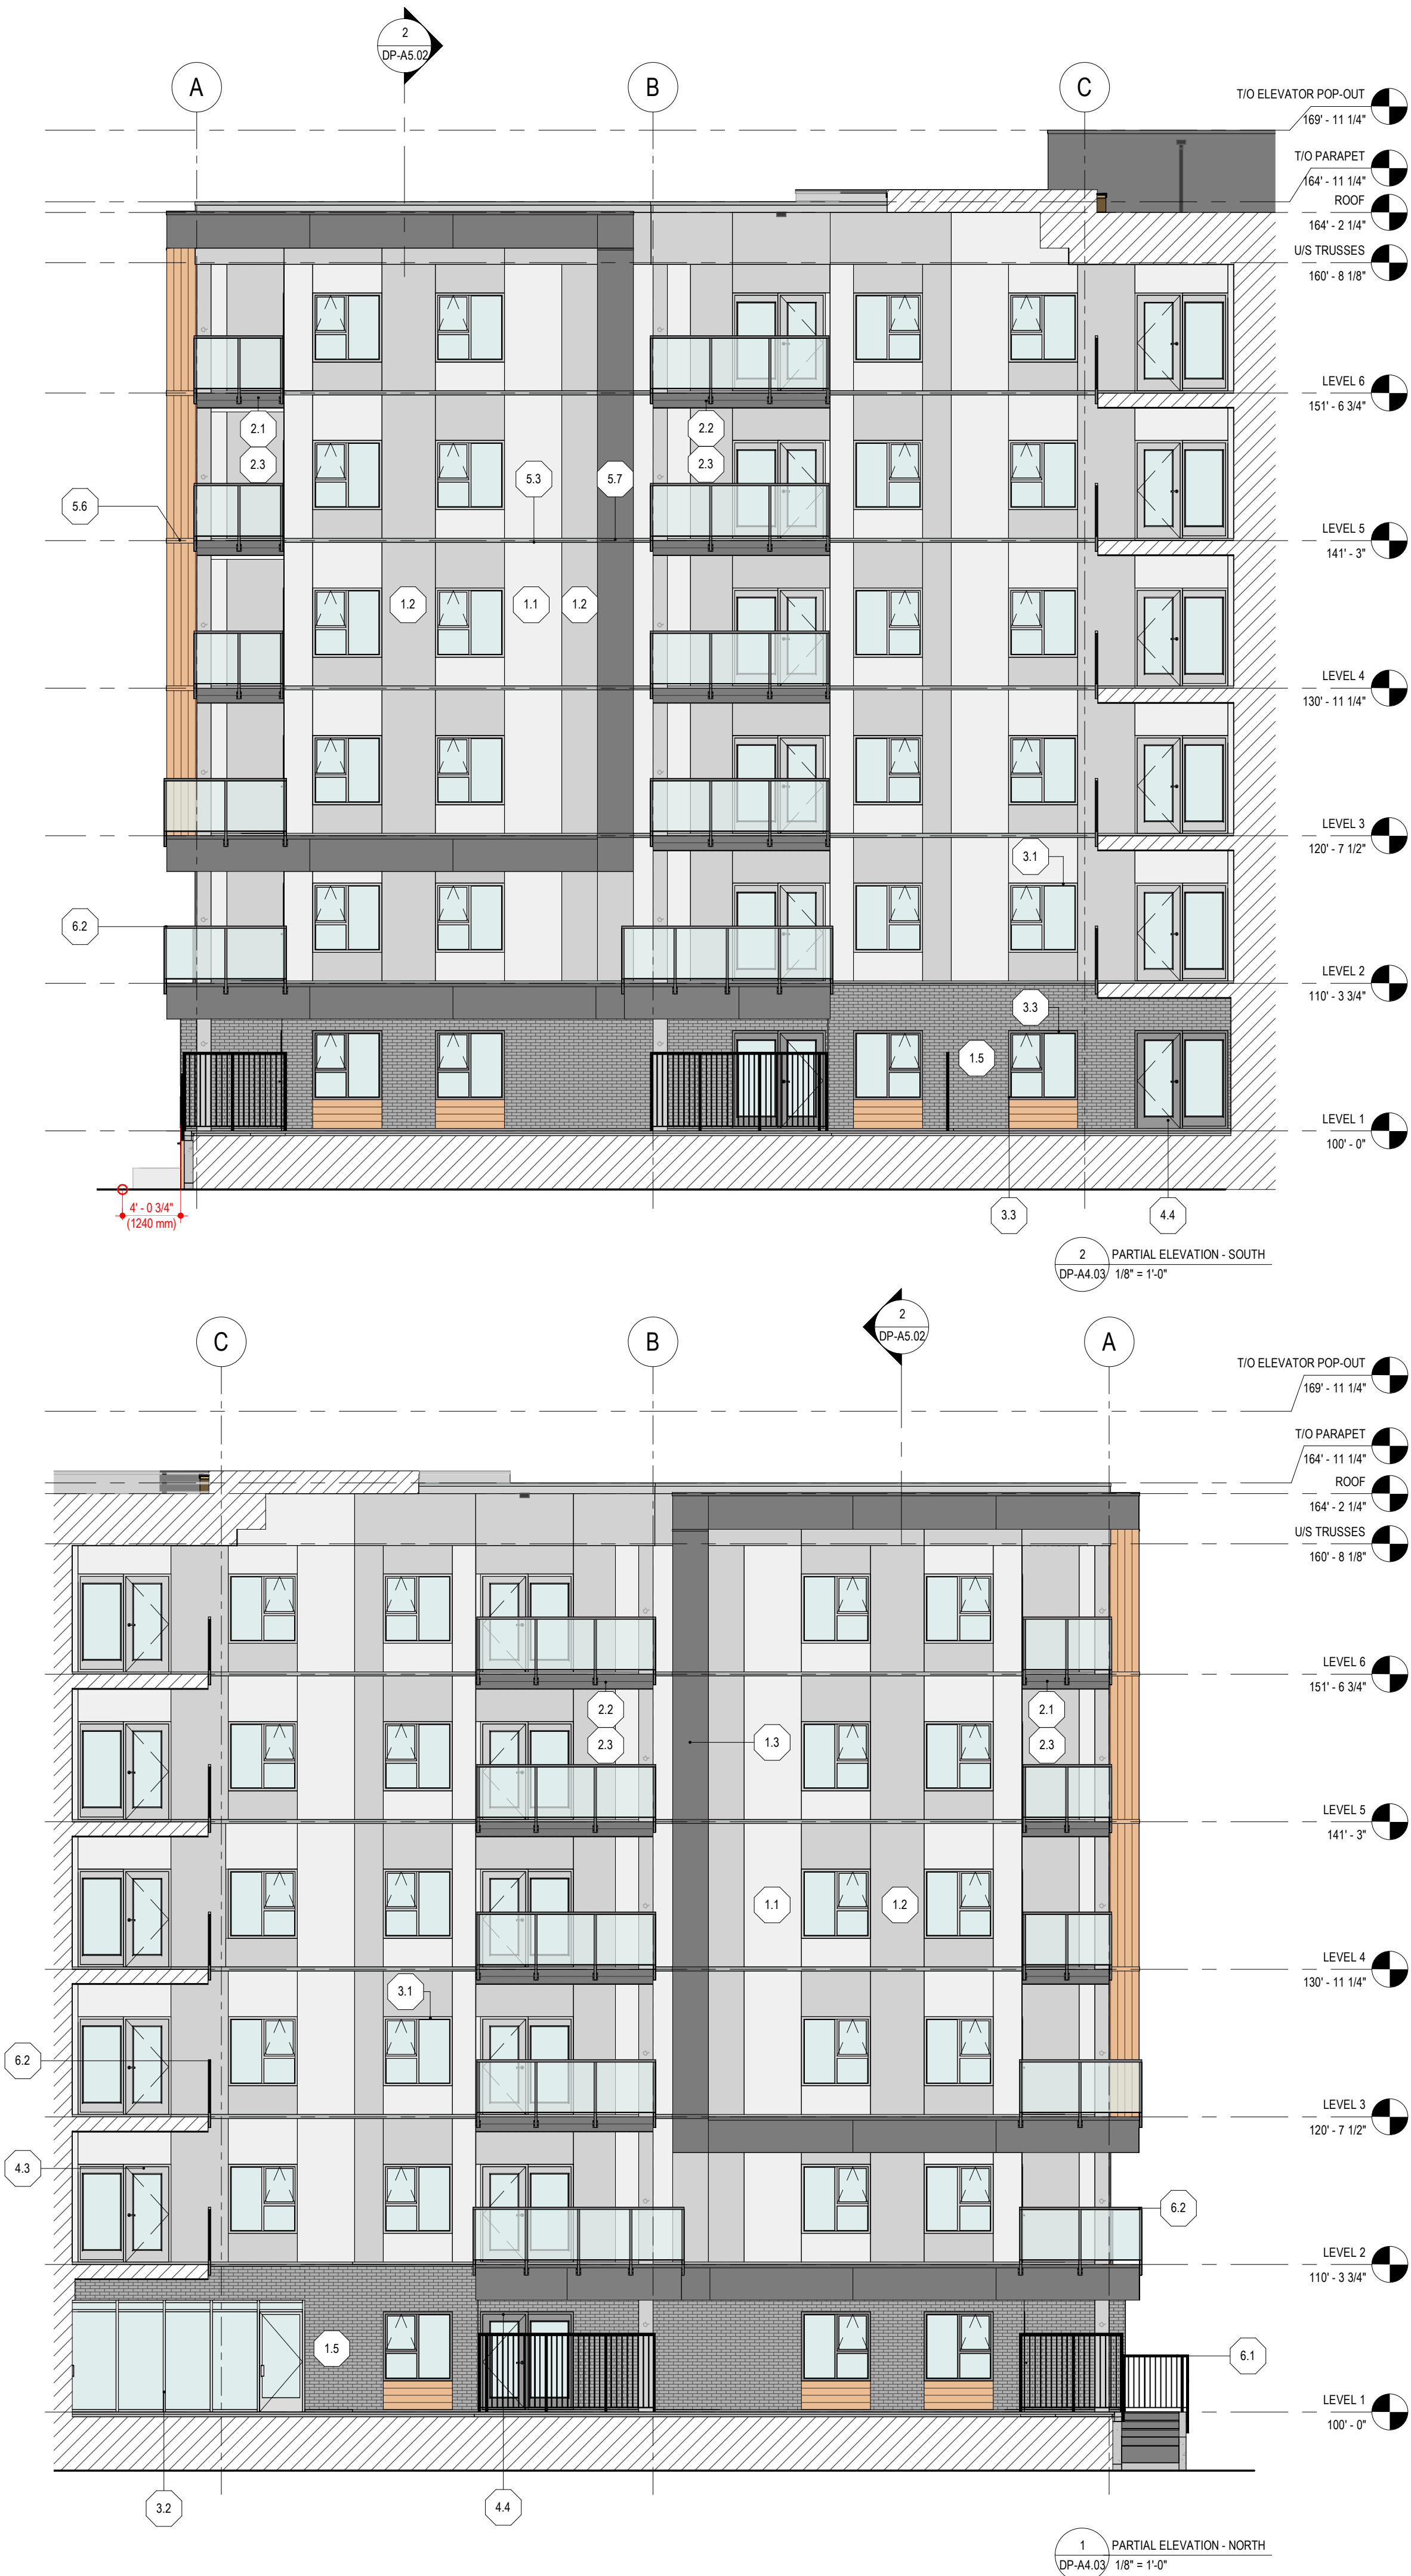 2
DP-A5.02
A
B
C
T/O ELEVATOR POP-OUT
169' - 11 1/4"
T/O PARAPET
164' - 11 1/4"
ROOF
164' - 2 1/4"
U/S TRUSSES
160' - 8 1/8"
LEVEL 6
151' - 6 3/4"
2.1
2.2
2.3
2.3
5.3
5.7
5.6
LEVEL 5
141' - 3"
1.2
1.1
1.2
LEVEL 4
130' - 11 1/4"
LEVEL 3
120' - 7 1/2"
3.1
6.2
LEVEL 2
110' - 3 3/4"
3.3
1.5
LEVEL 1
100' - 0"
4' - 0 3/4"
(1240 mm)
3.3
4.4
2
PARTIAL ELEVATION - SOUTH
DP-A4.03
1/8" = 1'-0"
2
DP-A5.02
C
B
A
T/O ELEVATOR POP-OUT
169' - 11 1/4"
T/O PARAPET
164' - 11 1/4"
ROOF
164' - 2 1/4"
U/S TRUSSES
160' - 8 1/8"
LEVEL 6
151' - 6 3/4"
2.2
2.1
2.3
1.3
2.3
LEVEL 5
141' - 3"
1.1
1.2
LEVEL 4
130' - 11 1/4"
3.1
6.2
LEVEL 3
120' - 7 1/2"
4.3
6.2
LEVEL 2
110' - 3 3/4"
1.5
6.1
LEVEL 1
100' - 0"
3.2
4.4
1
PARTIAL ELEVATION - NORTH
DP-A4.03
1/8" = 1'-0"